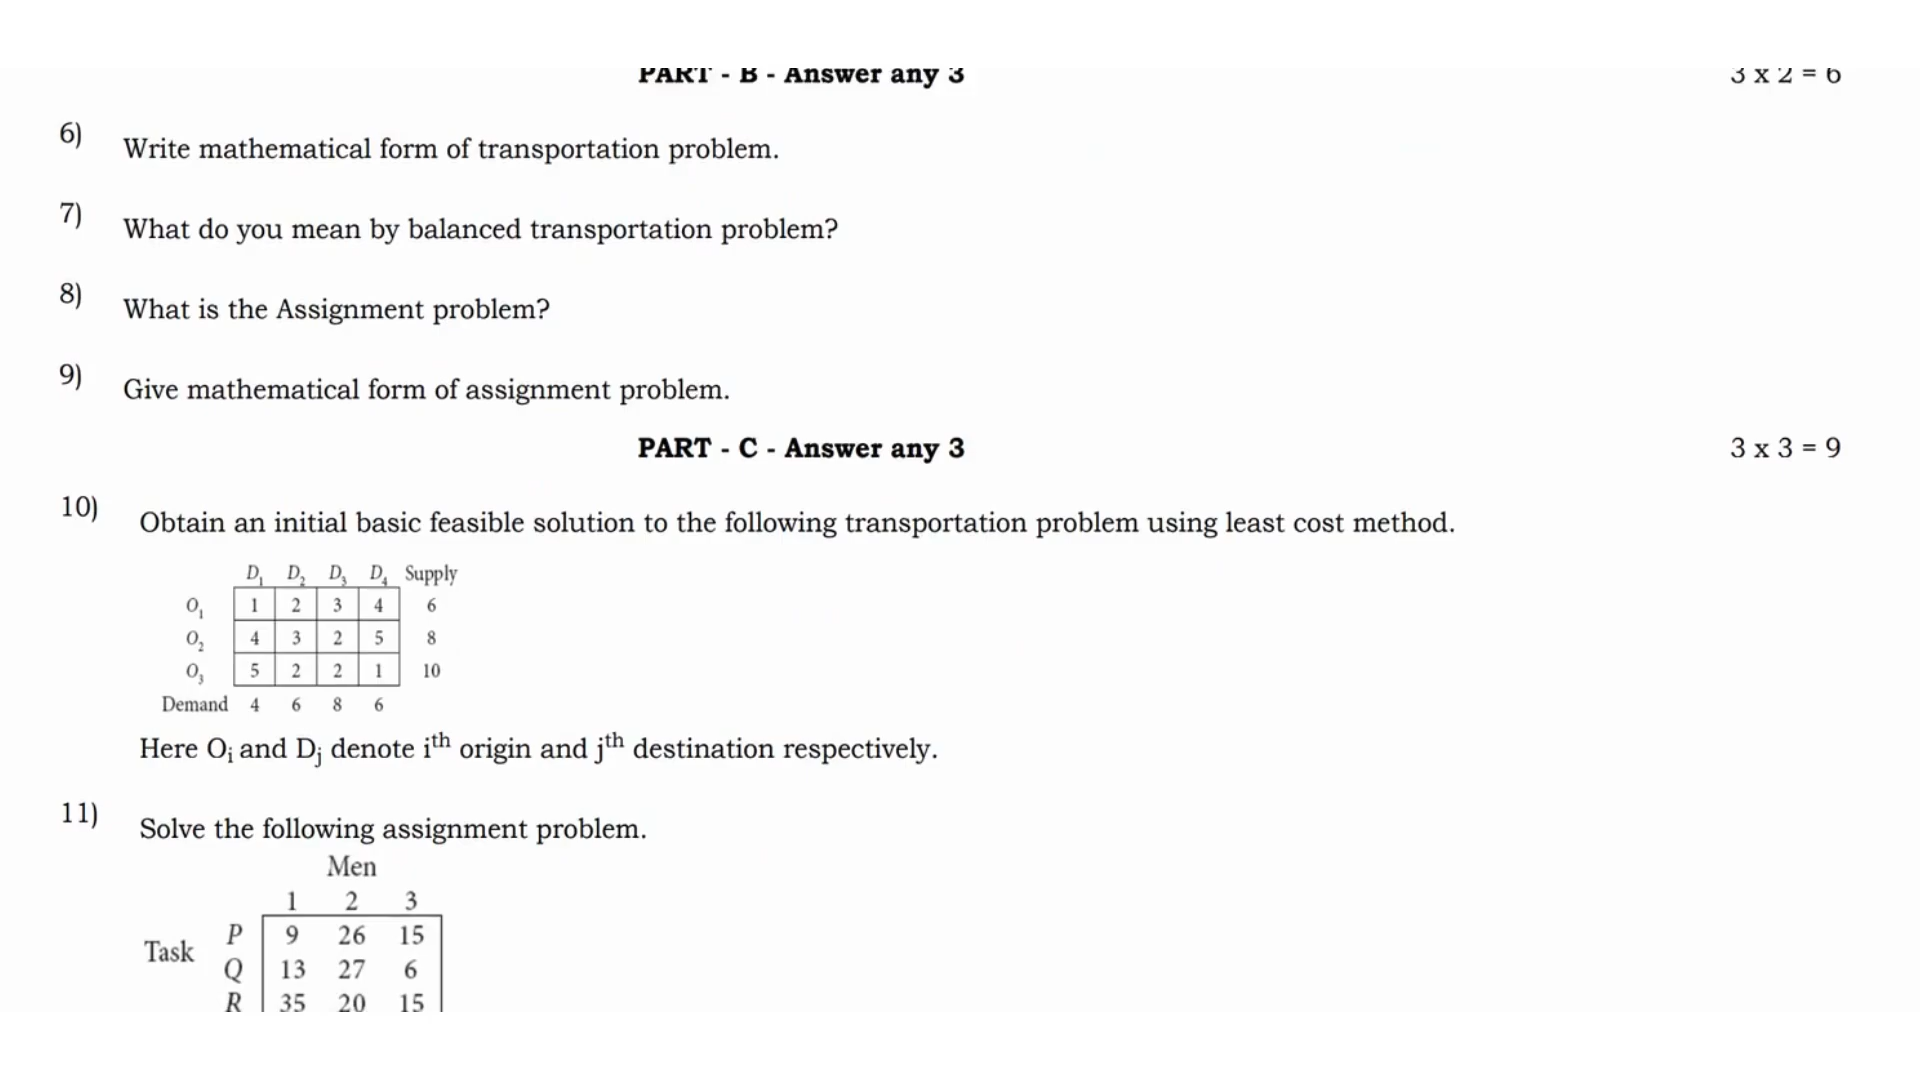 PART - B - Answer any 3 3 x 2 = 6
6) Write mathematical form of transportation problem.
7) What do you mean by balanced transportation problem?
8) What is the Assignment problem?
9) Give mathematical form of assignment problem.
PART - C - Answer any 3 3 x 3 = 9
10) Obtain an initial basic feasible solution to the following transportation problem using least cost method.
D₁ D₂ D₃ D₄ Supply
O₁ 1 2 3 4 6
O₂ 4 3 2 5 8
O₃ 5 2 2 1 10
Demand 4 6 8 6
Here Oᵢ and Dⱼ denote iᵗʰ origin and jᵗʰ destination respectively.
11) Solve the following assignment problem.
Men
1 2 3
P 9 26 15
Task
Q 13 27 6
R 35 20 15